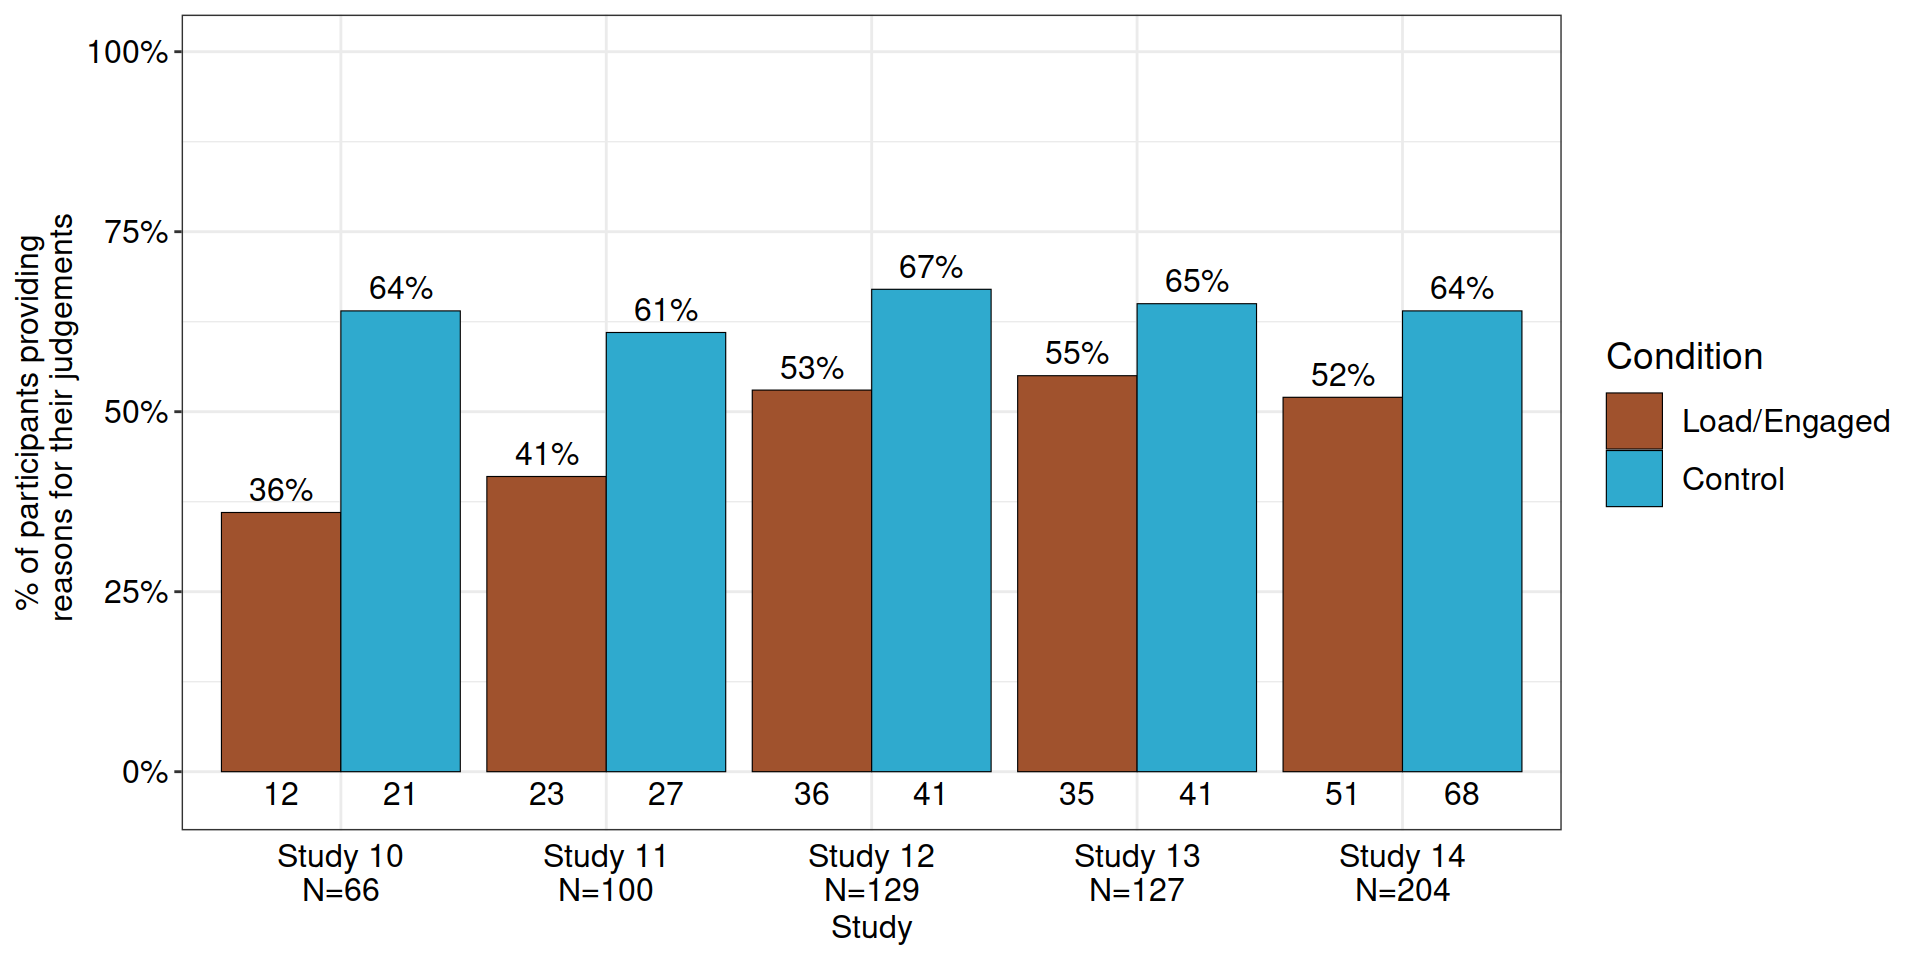 % of participants providing
reasons for their judgements
100%
75%
50%
25%
0%
36%
64%
41%
61%
53%
67%
55%
65%
52%
64%
12
21
23
27
36
41
35
41
51
68
Study 10
N=66
Study 11
N=100
Study 12
N=129
Study 13
N=127
Study 14
N=204
Study
Condition
Load/Engaged
Control